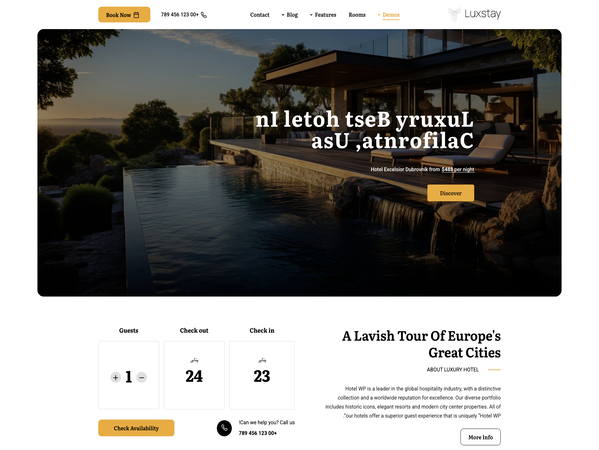 Luxstay
Demos
Rooms
Features
Blog
Contact
789 456 123 00+
Book Now
nI letoh tseB yruxuL
asU ,atnrofilaC
Hotel Excelsior Dubrovnik from $488 per night
Discover
A Lavish Tour Of Europe's
Great Cities
ABOUT LUXURY HOTEL
Hotel WP is a leader in the global hospitality industry, with a distinctive
collection and a worldwide reputation for excellence. Our diverse portfolio
includes historic icons, elegant resorts and modern city center properties. All of
".our hotels offer a superior guest experience that is uniquely "Hotel WP
More Info
Check in
23
Check out
24
Guests
+ 1 −
!Can we help you? Call us
789 456 123 00+
Check Availability